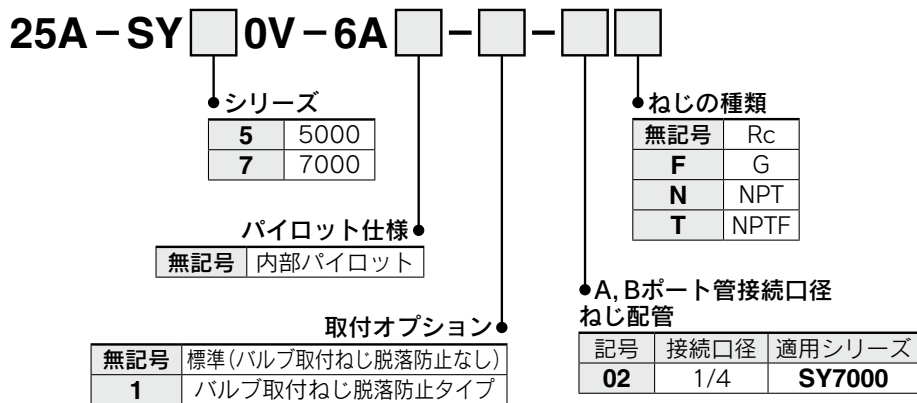 25A-SY□0V-6A□-□-□□
シリーズ
5 5000
7 7000
パイロット仕様
無記号 内部パイロット
取付オプション
無記号 標準(バルブ取付ねじ脱落防止なし)
1 バルブ取付ねじ脱落防止タイプ
ねじの種類
無記号 Rc
F G
N NPT
T NPTF
A, Bポート管接続口径
ねじ配管
記号 接続口径 適用シリーズ
02 1/4 SY7000